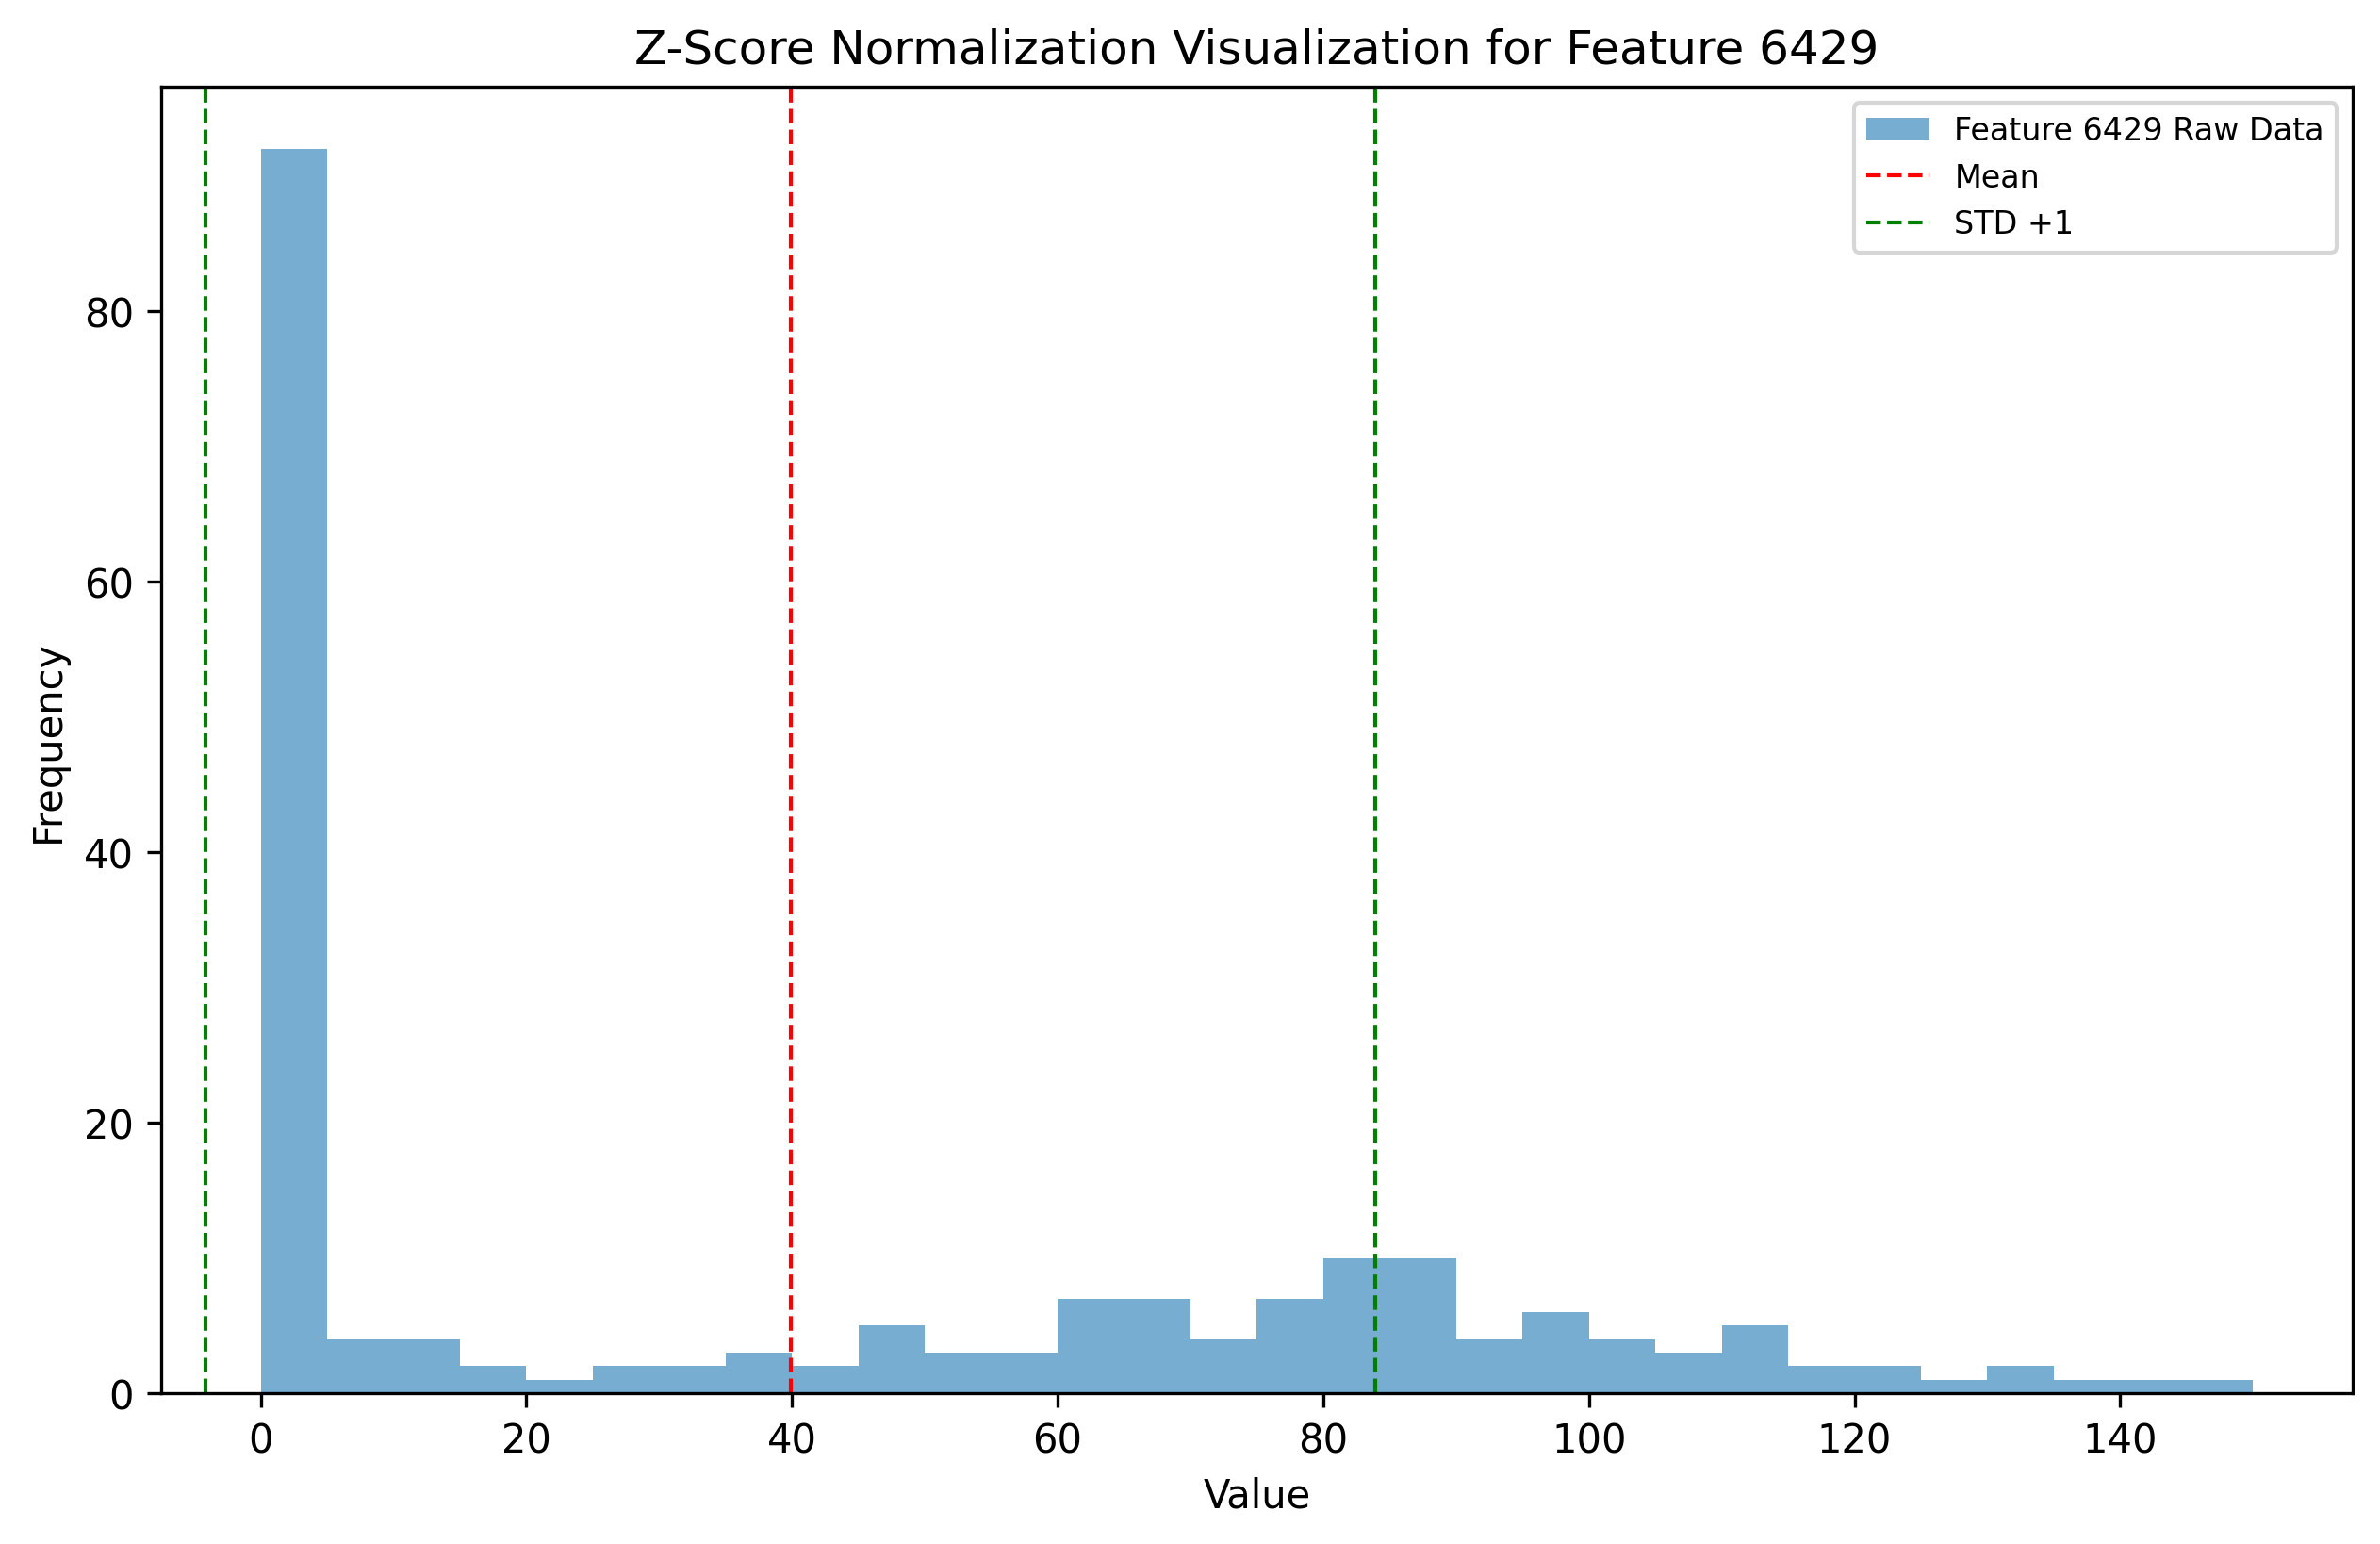 Z-Score Normalization Visualization for Feature 6429
Feature 6429 Raw Data
Mean
STD +1
80
60
40
20
0
Frequency
0 20 40 60 80 100 120 140
Value